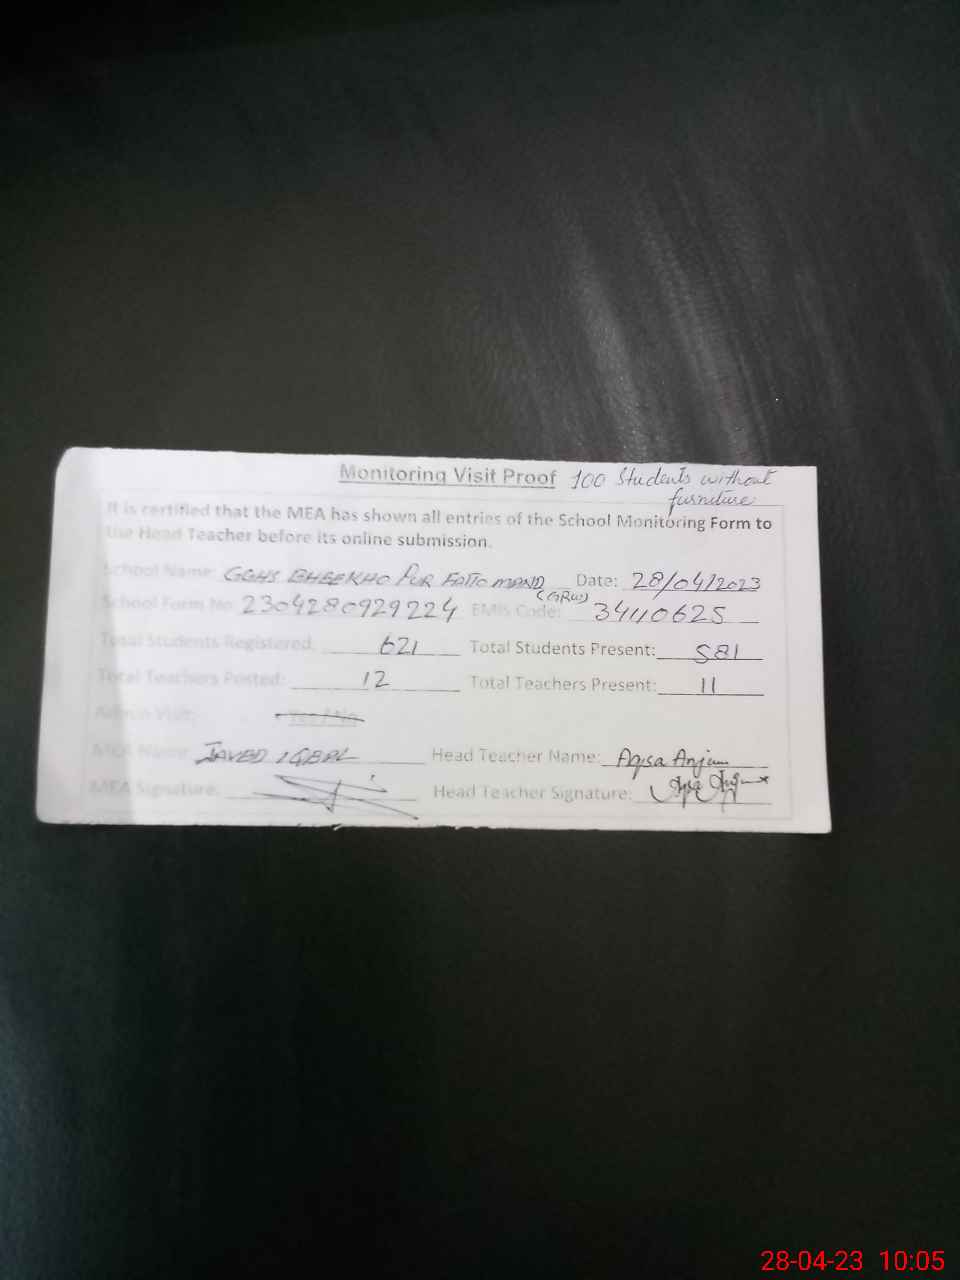 Monitoring Visit Proof 100 Students without
furniture
It is certified that the MEA has shown all entries of the School Monitoring Form to
the Head Teacher before its online submission.
School Name: GGHS BHEEKHO PUR FATTOMAND Date: 28/04/2023
(GRW)
School Form No: 2304280929224 EMIS Code: 34110625
Total Students Registered: 621 Total Students Present: 581
Total Teachers Posted: 12 Total Teachers Present: 11
Admin Visit: Yes / No
MEA Name: JAVED IQBAL Head Teacher Name: Aqsa Anjum
MEA Signature: Head Teacher Signature:
28-04-23 10:05